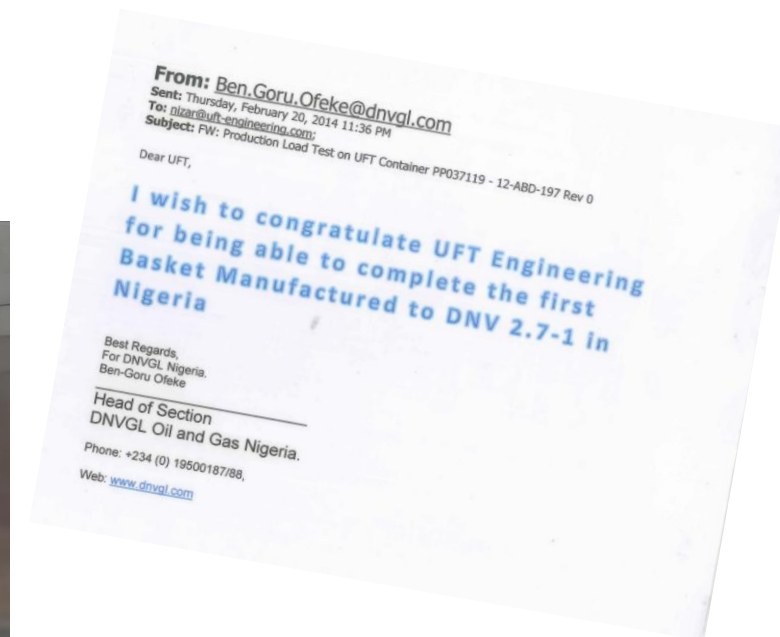 From: Ben.Goru.Ofeke@dnvgl.com
Sent: Thursday, February 20, 2014 11:36 PM
To: nizar@uft-engineering.com;
Subject: FW: Production Load Test on UFT Container PP037119 - 12-ABD-197 Rev 0
Dear UFT,
I wish to congratulate UFT Engineering
for being able to complete the first
Basket Manufactured to DNV 2.7-1 in
Nigeria
Best Regards,
For DNVGL Nigeria.
Ben-Goru Ofeke
Head of Section
DNVGL Oil and Gas Nigeria.
Phone: +234 (0) 19500187/88,
Web: www.dnvgl.com